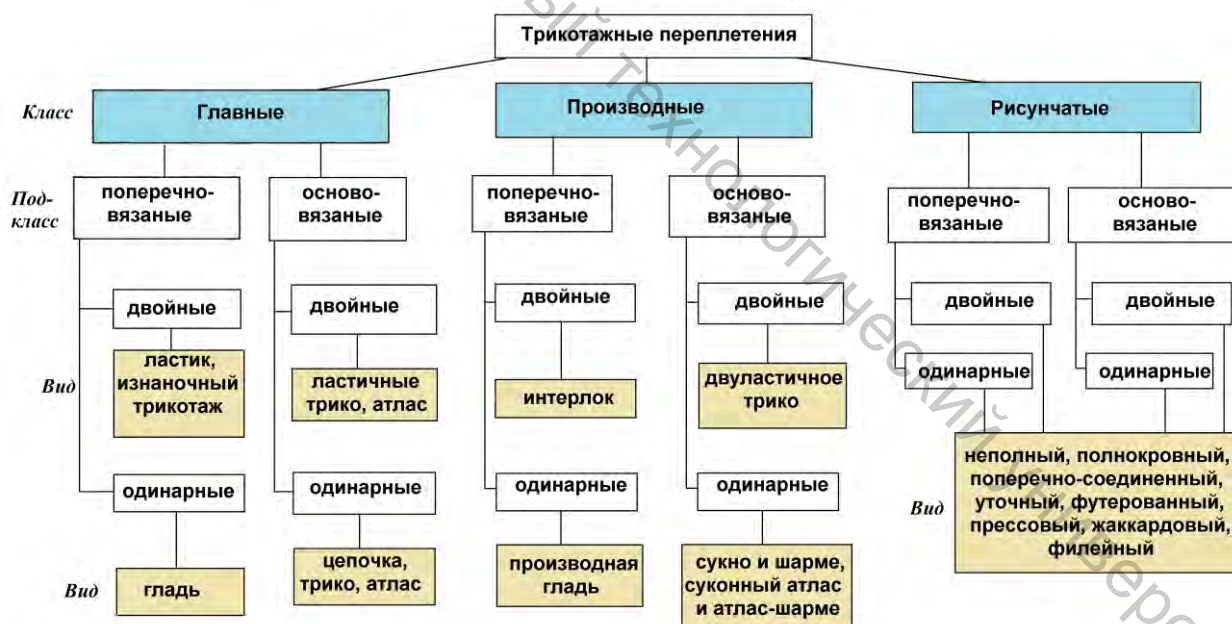 Трикотажные переплетения
Класс
Главные
Производные
Рисунчатые
Под-
класс
поперечно-
вязаные
осново-
вязаные
поперечно-
вязаные
осново-
вязаные
поперечно-
вязаные
осново-
вязаные
двойные
двойные
двойные
двойные
двойные
двойные
Вид
ластик,
изнаночный
трикотаж
ластичные
трико, атлас
интерлок
двуластичное
трико
одинарные
одинарные
одинарные
одинарные
одинарные
одинарные
Вид
неполный, полнокровный,
поперечно-соединенный,
уточный, футерованный,
прессовый, жаккардовый,
филейный
Вид
гладь
цепочка,
трико, атлас
производная
гладь
сукно и шарме,
суконный атлас
и атлас-шарме
технологический